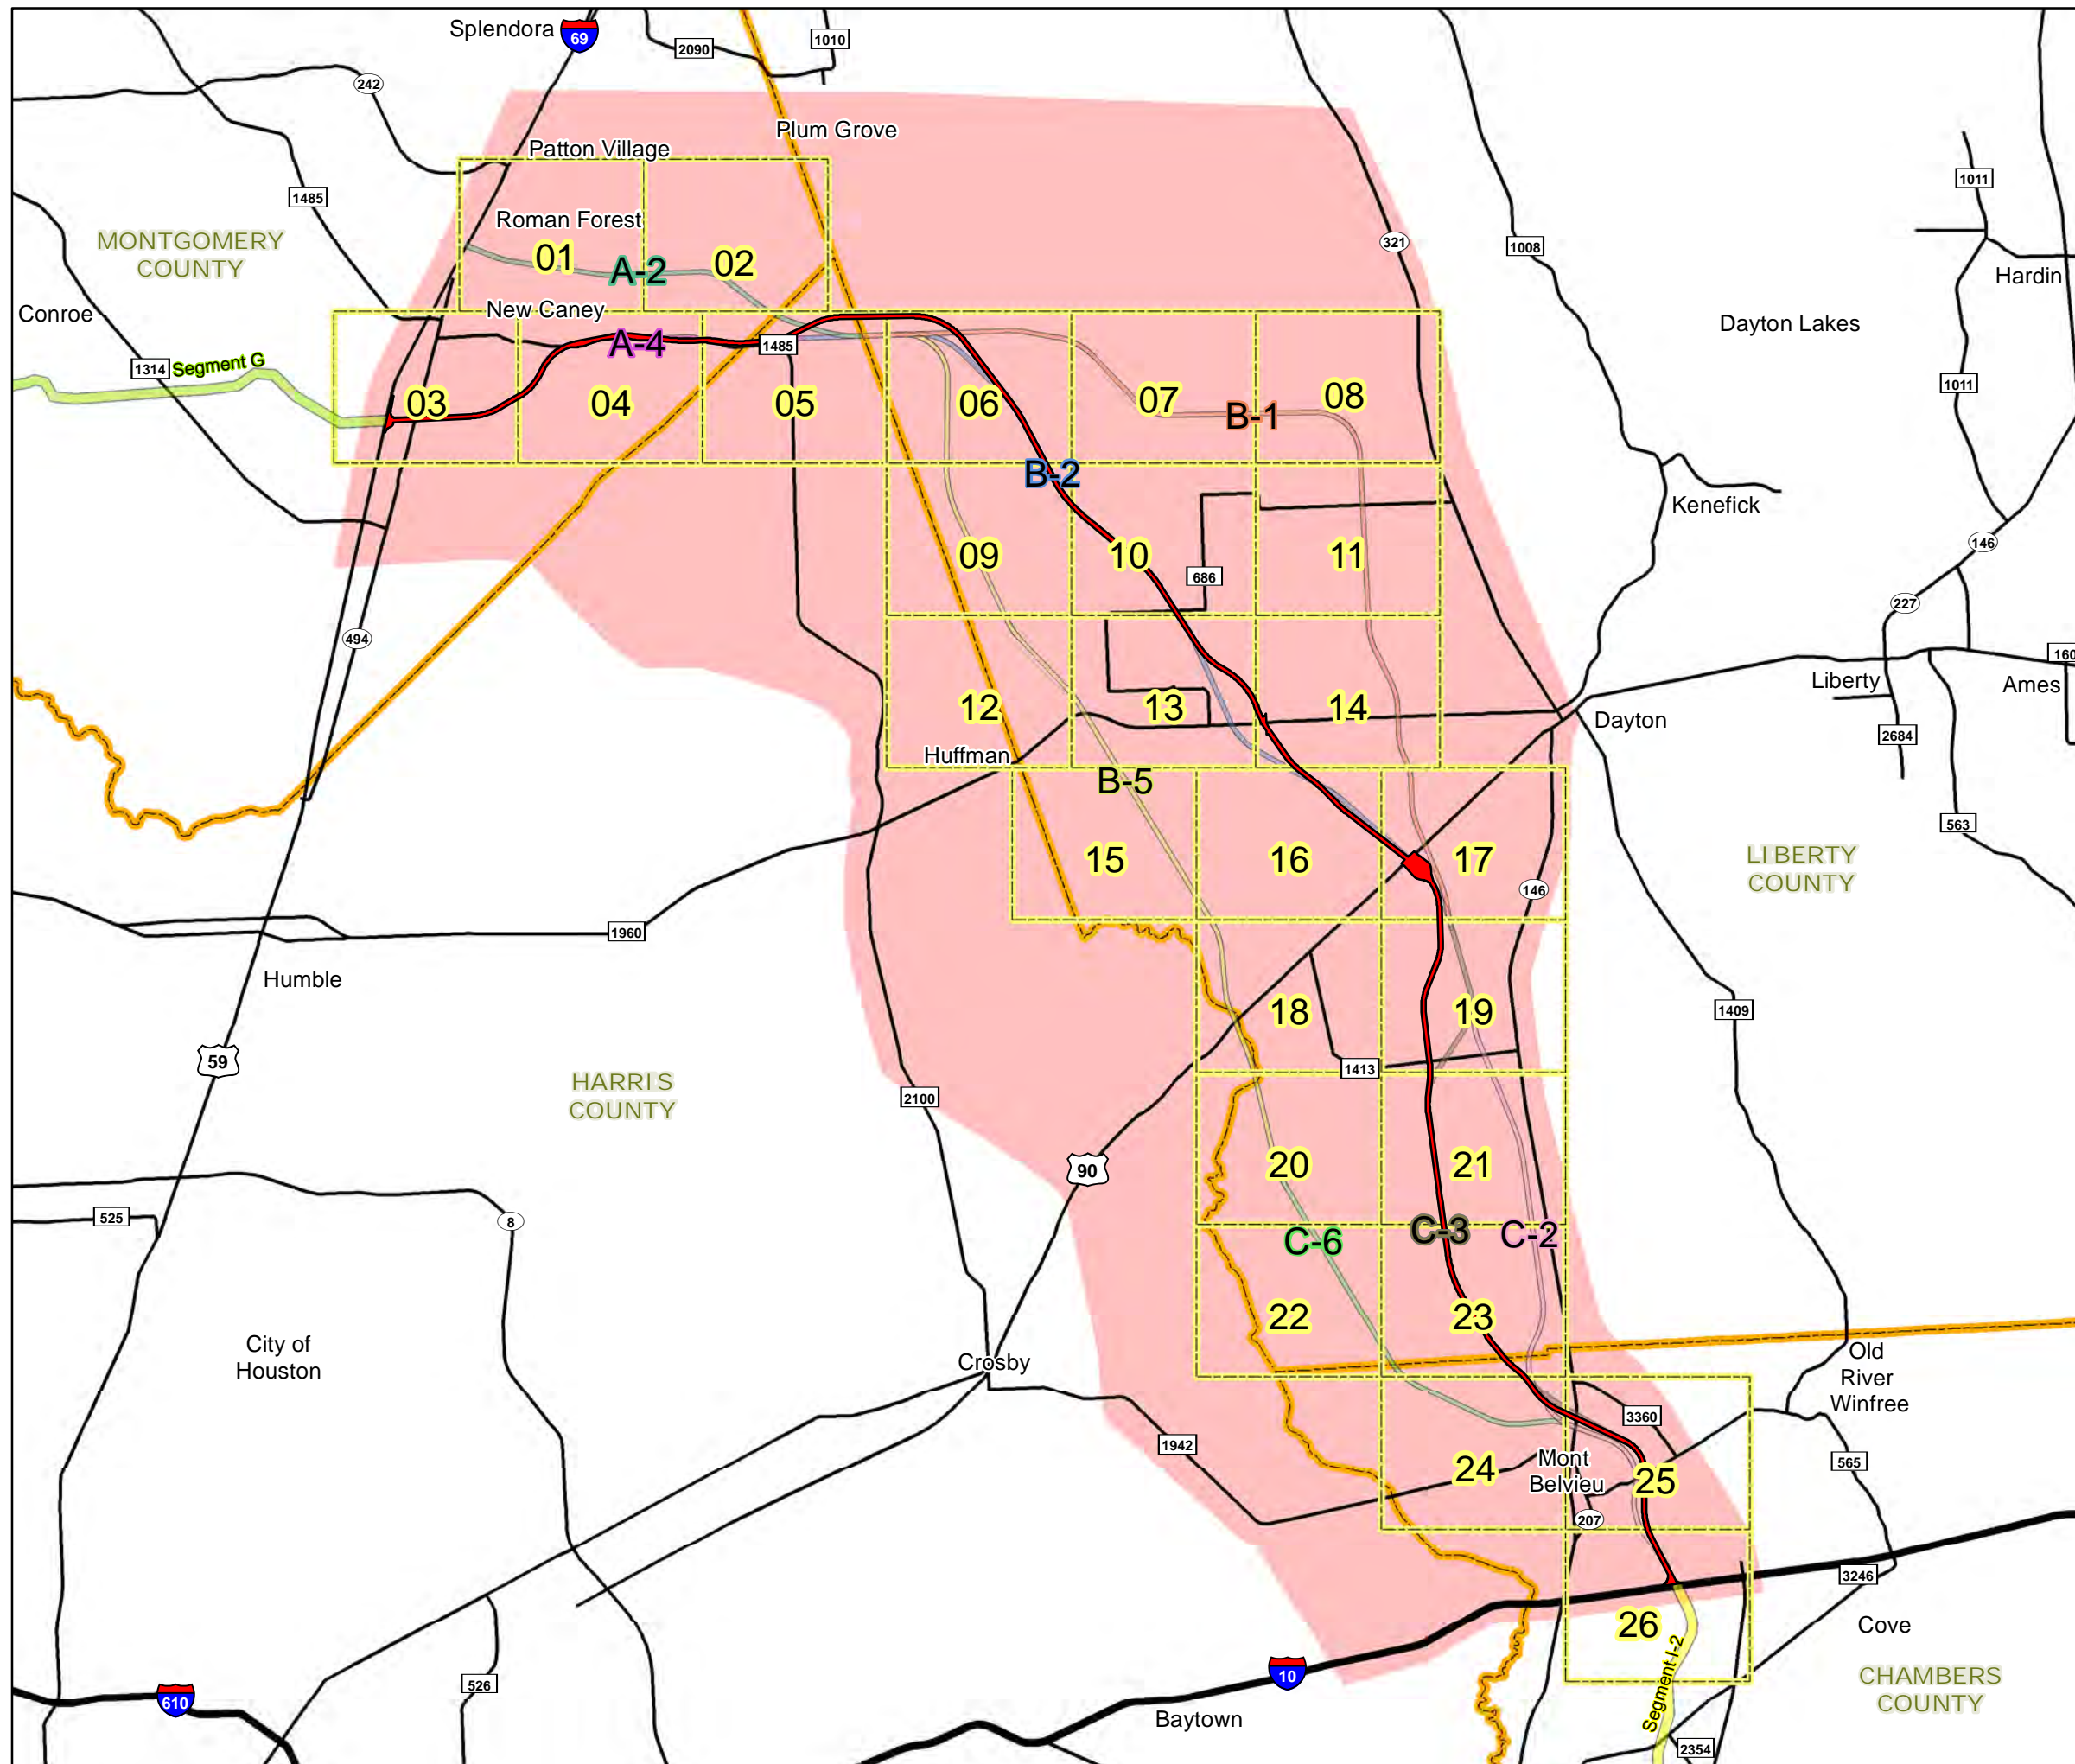 Splendora
69
2090
1010
242
Plum Grove
Patton Village
1485
Roman Forest
MONTGOMERY
COUNTY
01
A-2
02
321
1008
1011
Hardin
Conroe
New Caney
Dayton Lakes
1314
Segment G
A-4
1485
03
04
05
06
07
B-1
08
1011
B-2
Kenefick
09
10
686
11
146
227
494
160
Liberty
Ames
12
13
14
Dayton
2684
Huffman
B-5
563
15
16
17
LIBERTY
COUNTY
146
1960
Humble
18
19
1409
59
1413
HARRIS
COUNTY
2100
90
20
21
525
8
C-6
C-3
C-2
22
23
City of
Houston
Crosby
Old
River
Winfree
3360
1942
24
Mont
Belvieu
25
565
207
3246
26
Cove
Segment I-2
10
610
526
CHAMBERS
COUNTY
Baytown
2354